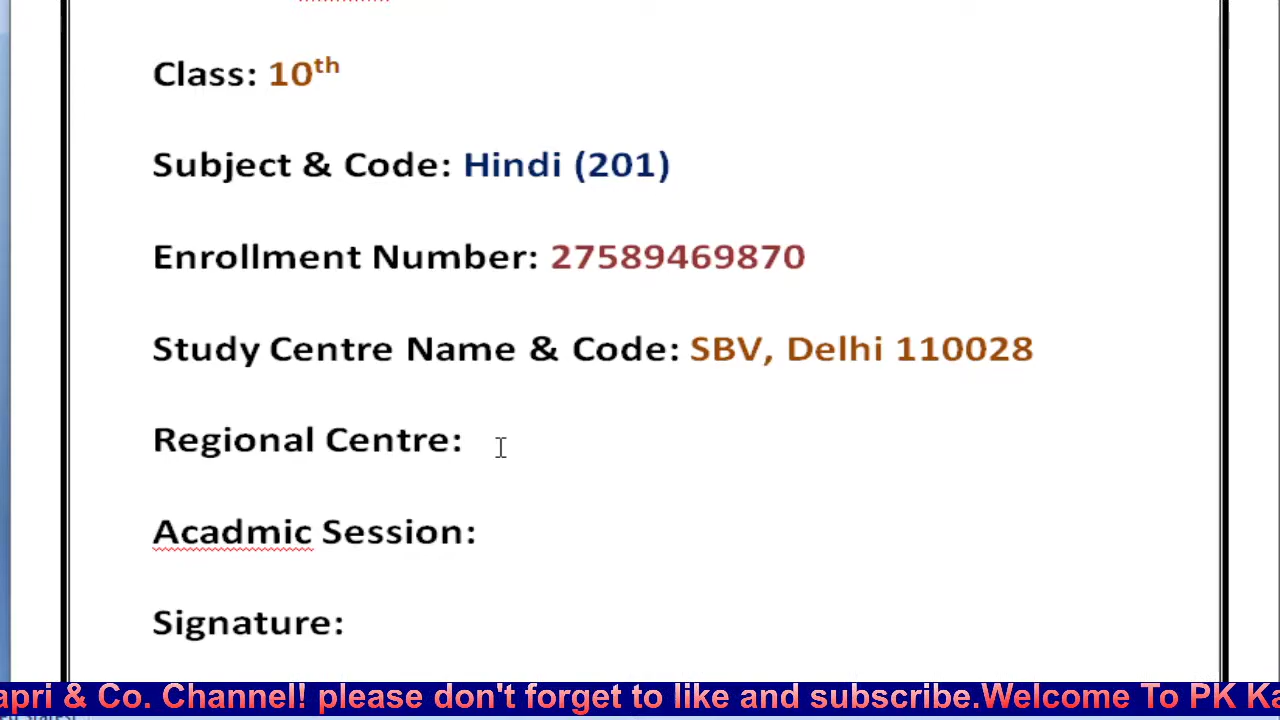 Class: 10th
Subject & Code: Hindi (201)
Enrollment Number: 27589469870
Study Centre Name & Code: SBV, Delhi 110028
Regional Centre:
Acadmic Session:
Signature:
apri & Co. Channel! please don't forget to like and subscribe.Welcome To PK Ka